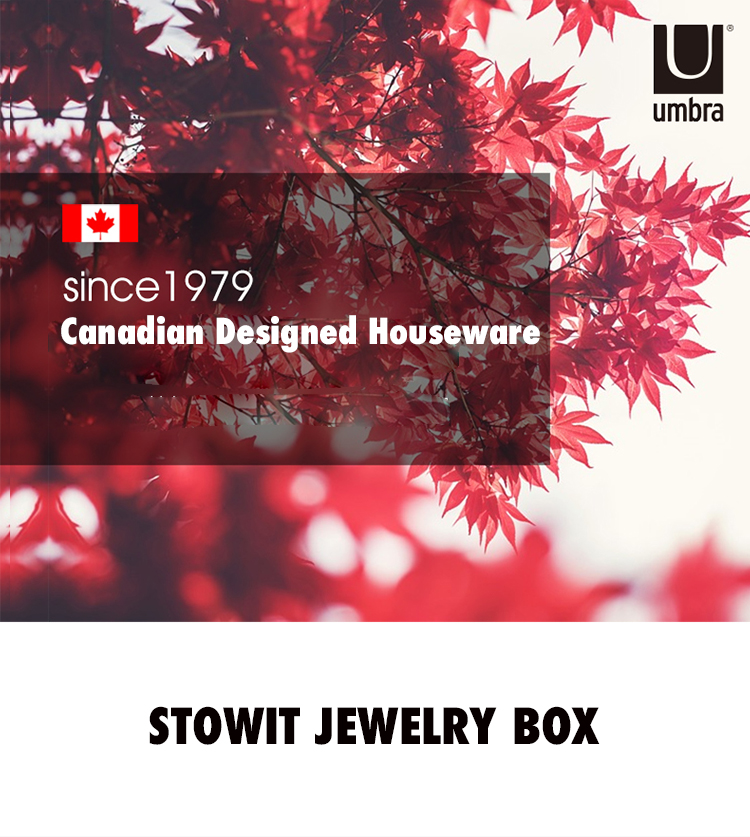 U®
umbra
since1979
Canadian Designed Houseware
STOWIT JEWELRY BOX